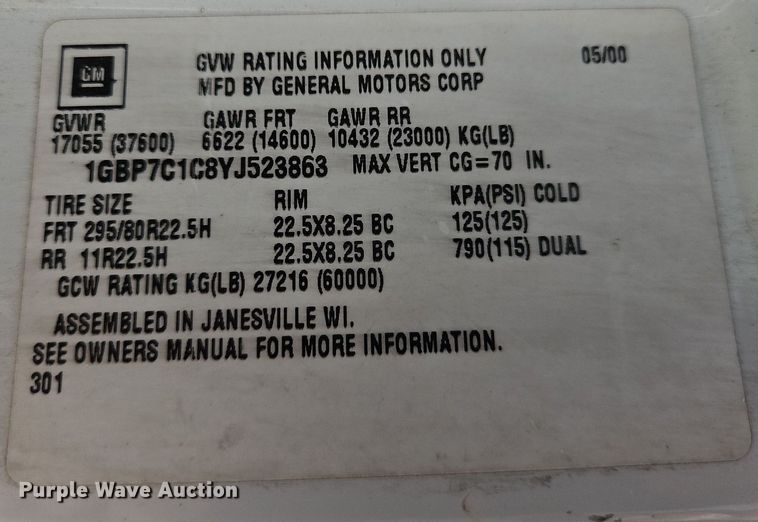 GM
GVW RATING INFORMATION ONLY 05/00
MFD BY GENERAL MOTORS CORP
GVWR GAWR FRT GAWR RR
17055 (37600) 6622 (14600) 10432 (23000) KG(LB)
1GBP7C1C8YJ523863 MAX VERT CG=70 IN.
TIRE SIZE RIM KPA(PSI) COLD
FRT 295/80R22.5H 22.5X8.25 BC 125(125)
RR 11R22.5H 22.5X8.25 BC 790(115) DUAL
GCW RATING KG(LB) 27216 (60000)
ASSEMBLED IN JANESVILLE WI.
SEE OWNERS MANUAL FOR MORE INFORMATION.
301
Purple Wave Auction